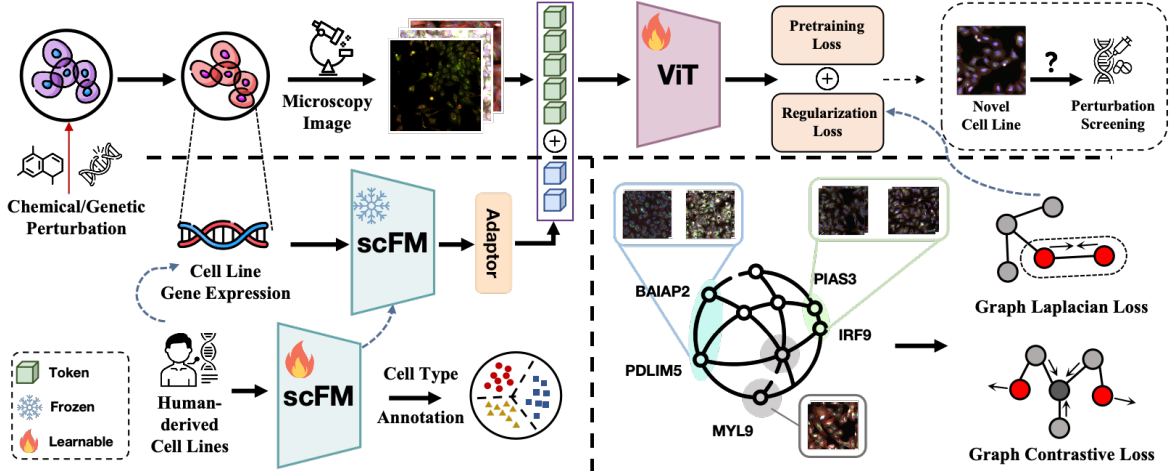 Chemical/Genetic
Perturbation
Microscopy
Image
ViT
Pretraining
Loss
Regularization
Loss
?
Novel
Cell Line
Perturbation
Screening
Cell Line
Gene Expression
scFM
Adaptor
Token
Frozen
Learnable
Human-
derived
Cell Lines
scFM
Cell Type
Annotation
BAIAP2
PIAS3
IRF9
PDLIM5
MYL9
Graph Laplacian Loss
Graph Contrastive Loss